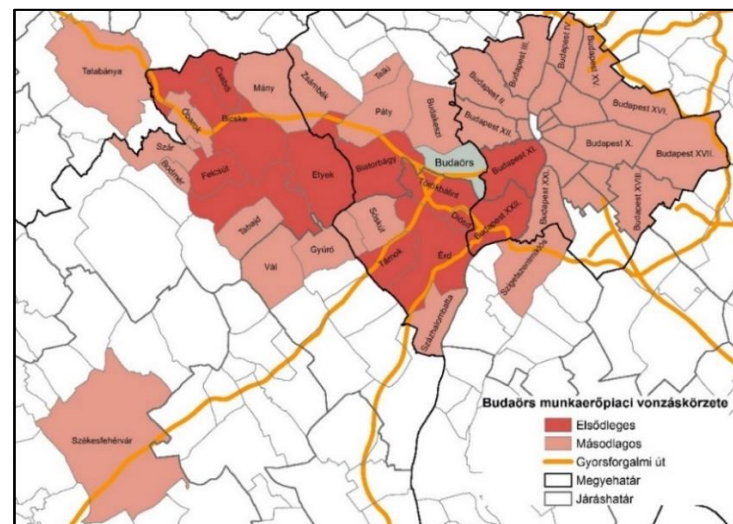 Tatabánya
Csabdi
Mány
Zsámbék
Tök
Budapest III.
Budapest IV.
Budapest XV.
Óbarok
Bicske
Páty
Budakeszi
Budapest II.
Budapest XVI.
Szár
Budapest XII.
Budapest X.
Budapest XVII.
Bodmér
Felcsút
Etyek
Biatorbágy
Budaörs
Budapest XI.
Törökbálint
Budapest XVIII.
Budapest XXI.
Tabajd
Sóskút
Diósd
Budapest XXII.
Vál
Gyúró
Tárnok
Érd
Szigetszentmiklós
Százhalombatta
Székesfehérvár
Budaörs munkaerőpiaci vonzáskörzete
Elsődleges
Másodlagos
Gyorsforgalmi út
Megyehatár
Járáshatár